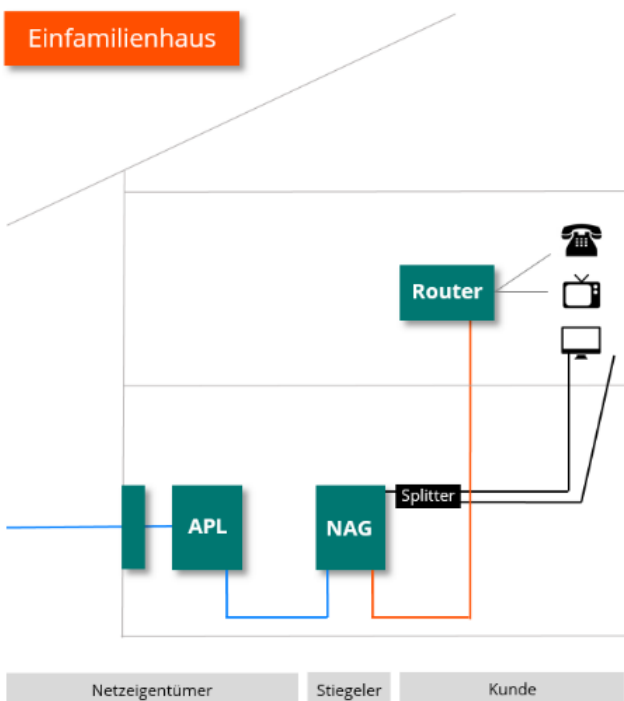 Einfamilienhaus
Router
Splitter
APL
NAG
Netzeigentümer
Stiegeler
Kunde